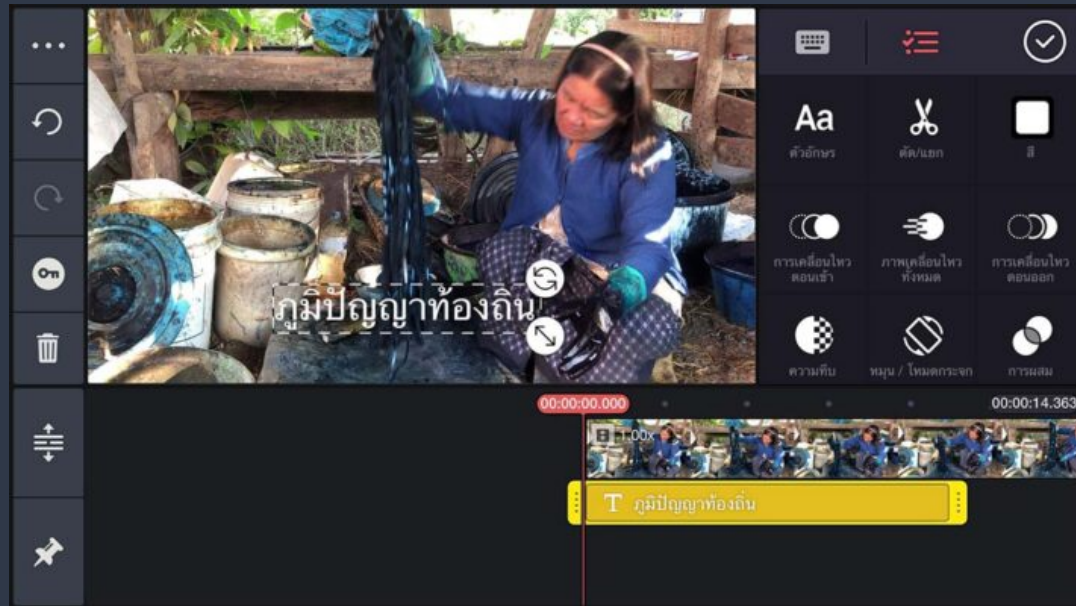 Aa
ตัวอักษร
ตัด/แยก
สี
การเคลื่อนไหว
ตอนเข้า
ภาพเคลื่อนไหว
ทั้งหมด
การเคลื่อนไหว
ตอนออก
ความทึบ
หมุน / โหมดกระจก
การผสม
ภูมิปัญญาท้องถิ่น
00:00:00.000
00:00:14.363
1.00x
T ภูมิปัญญาท้องถิ่น